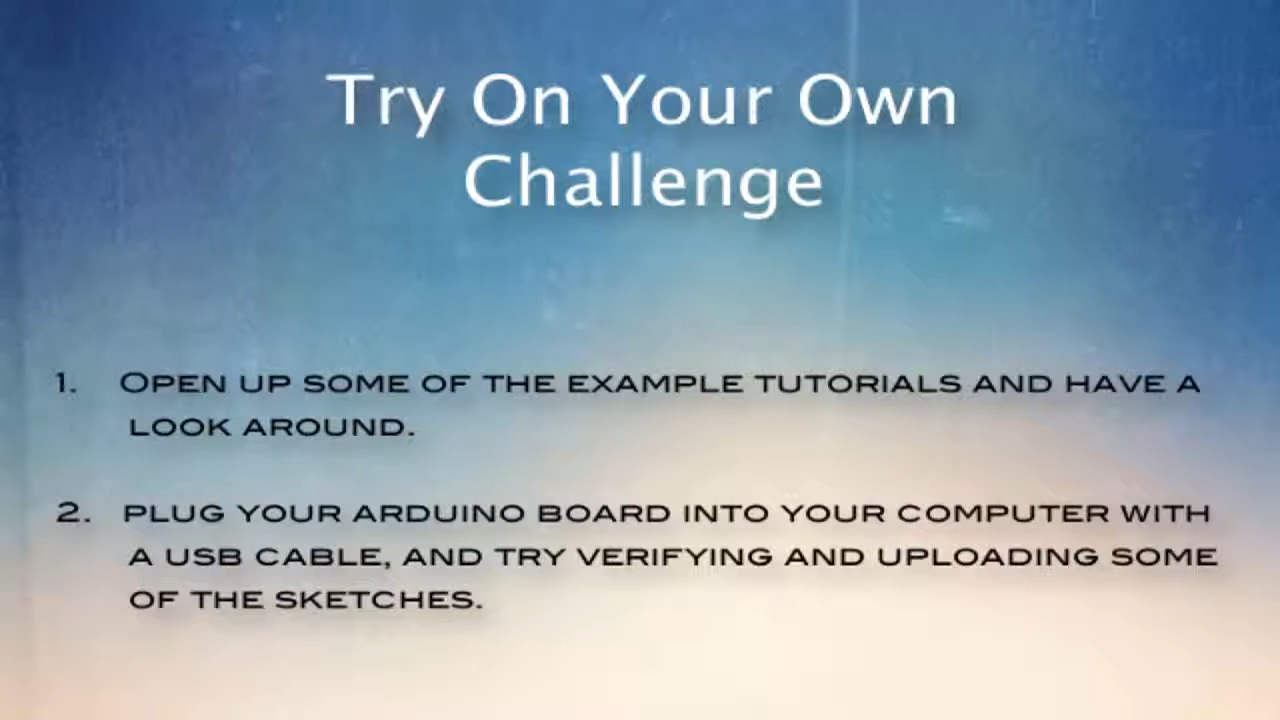 Try On Your Own
Challenge
1. Open up some of the example tutorials and have a
look around.
2. plug your arduino board into your computer with
a usb cable, and try verifying and uploading some
of the sketches.